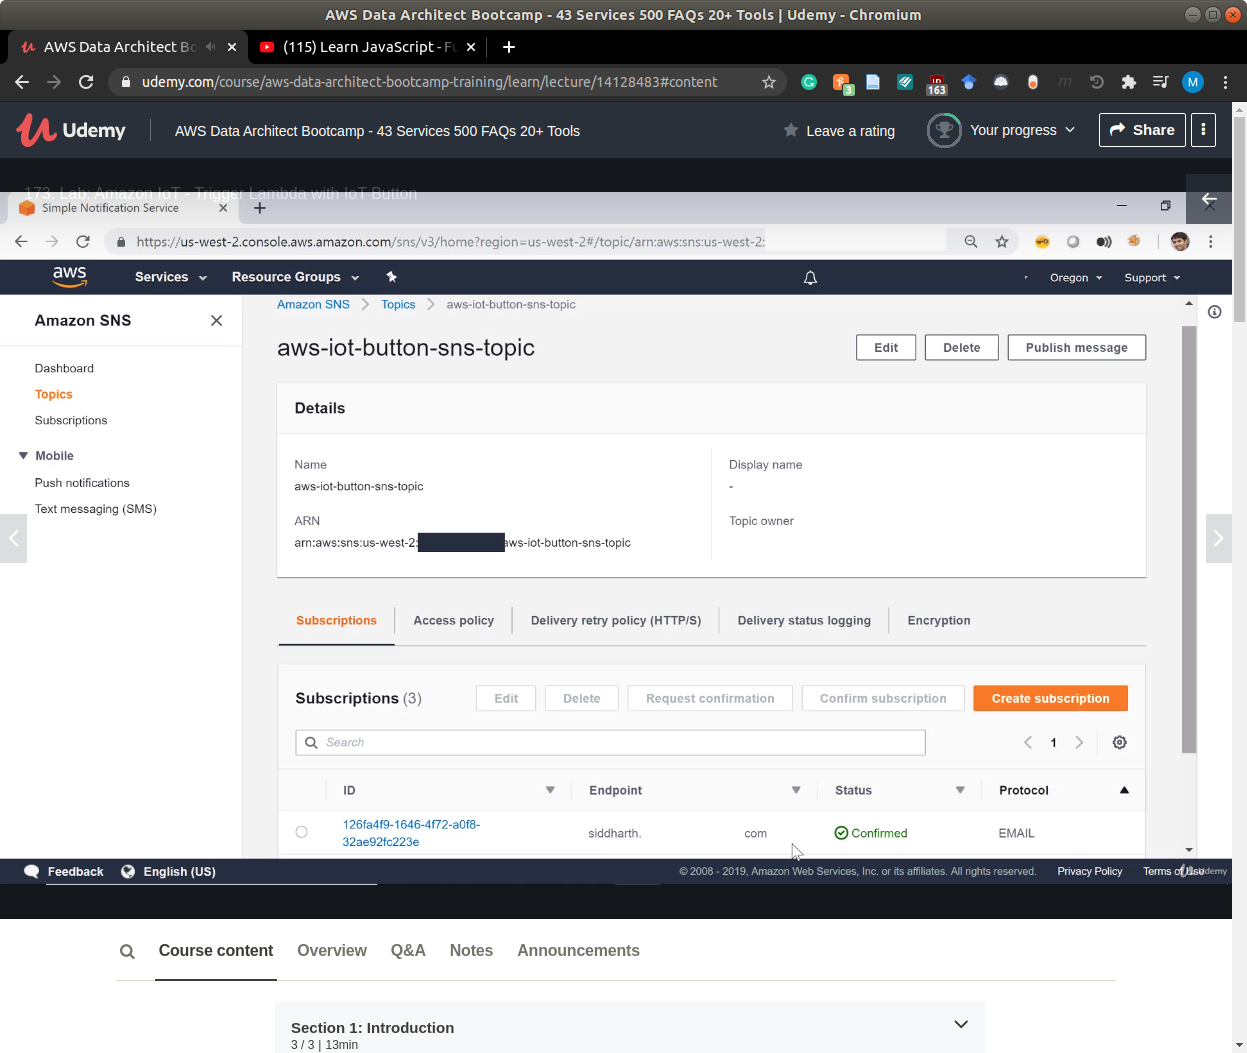 AWS Data Architect Bootcamp - 43 Services 500 FAQs 20+ Tools | Udemy - Chromium
AWS Data Architect Bo
(115) Learn JavaScript - Fu
udemy.com/course/aws-data-architect-bootcamp-training/learn/lecture/14128483#content
3
163
M
Udemy
AWS Data Architect Bootcamp - 43 Services 500 FAQs 20+ Tools
Leave a rating
Your progress
Share
173. Lab: Amazon IoT - Trigger Lambda with IoT Button
Simple Notification Service
https://us-west-2.console.aws.amazon.com/sns/v3/home?region=us-west-2#/topic/arn:aws:sns:us-west-2:
aws
Services
Resource Groups
Oregon
Support
Amazon SNS
Dashboard
Topics
Subscriptions
Mobile
Push notifications
Text messaging (SMS)
Amazon SNS
Topics
aws-iot-button-sns-topic
aws-iot-button-sns-topic
Edit
Delete
Publish message
Details
Name
aws-iot-button-sns-topic
Display name
-
ARN
arn:aws:sns:us-west-2: aws-iot-button-sns-topic
Topic owner
Subscriptions
Access policy
Delivery retry policy (HTTP/S)
Delivery status logging
Encryption
Subscriptions (3)
Edit
Delete
Request confirmation
Confirm subscription
Create subscription
Search
1
ID
Endpoint
Status
Protocol
126fa4f9-1646-4f72-a0f8-
32ae92fc223e
siddharth. com
Confirmed
EMAIL
Feedback
English (US)
© 2008 - 2019, Amazon Web Services, Inc. or its affiliates. All rights reserved.
Privacy Policy
Terms of Use
Udemy
Course content
Overview
Q&A
Notes
Announcements
Section 1: Introduction
3 / 3 | 13min